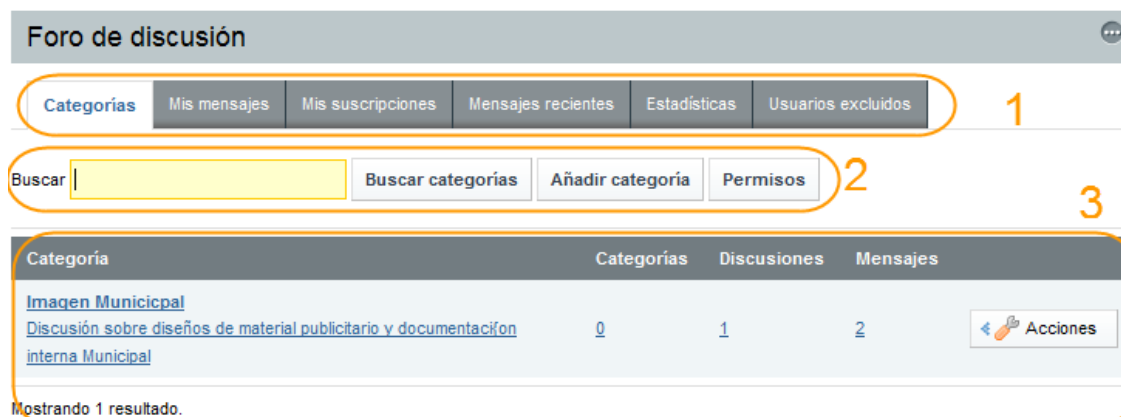 Foro de discusión
Categorías Mis mensajes Mis suscripciones Mensajes recientes Estadísticas Usuarios excluidos 1
Buscar Buscar categorías Añadir categoría Permisos 2
3
Categoría Categorías Discusiones Mensajes
Imagen Municicpal
Discusión sobre diseños de material publicitario y documentaci{on 0 1 2 Acciones
interna Municipal
Mostrando 1 resultado.